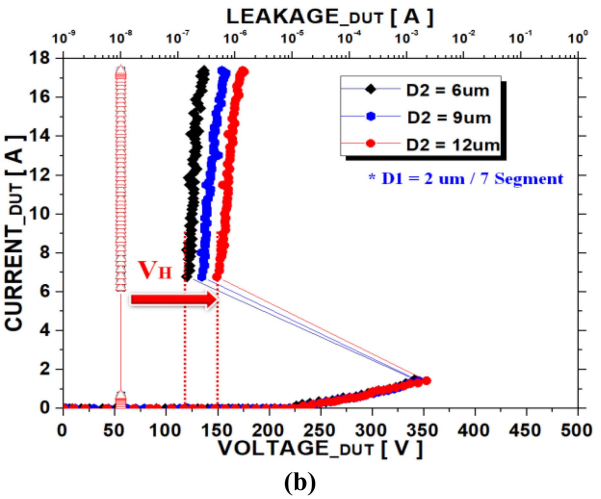 LEAKAGE_DUT [ A ]
10-9 10-8 10-7 10-6 10-5 10-4 10-3 10-2 10-1 100
18
16
14
12
10
8
6
4
2
0
CURRENT_DUT [ A ]
D2 = 6um
D2 = 9um
D2 = 12um
* D1 = 2 um / 7 Segment
VH
0 50 100 150 200 250 300 350 400 450 500
VOLTAGE_DUT [ V ]
(b)